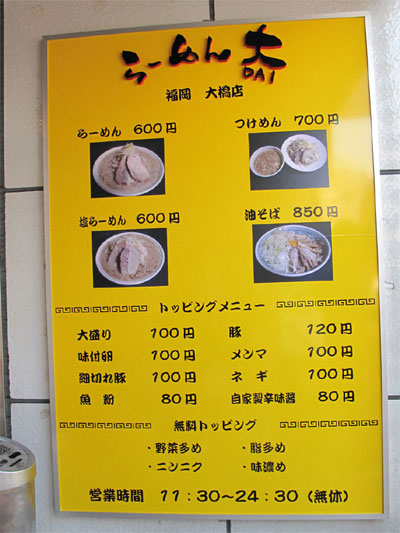 らーめん 大
DAI
福岡 大橋店
らーめん 600円
つけめん 700円
塩らーめん 600円
油そば 850円
トッピングメニュー
大盛り 100円 豚 120円
味付卵 100円 メンマ 100円
細切れ豚 100円 ネギ 100円
魚粉 80円 自家製辛味醤 80円
無料トッピング
・野菜多め ・脂多め
・ニンニク ・味濃め
営業時間 11:30〜24:30(無休)